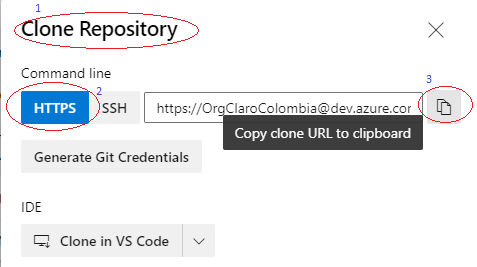 1
Clone Repository
Command line
2
3
HTTPS
SSH
https://OrgClaroColombia@dev.azure.cor
Copy clone URL to clipboard
Generate Git Credentials
IDE
Clone in VS Code